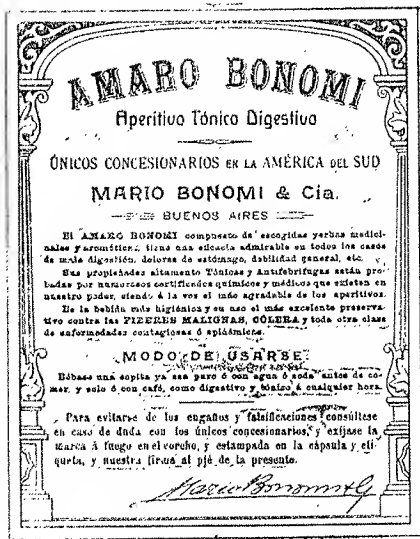 AMARO BONOMI
Aperitivo Tónico Digestivo
ÚNICOS CONCESIONARIOS EN LA AMÉRICA DEL SUD
MARIO BONOMI & Cia.
BUENOS AIRES
El AMARO BONOMI compuesto de escogidas yerbas medici-
nales y aromáticas, tiene una eficacia admirable en todos los casos
de mala digestión, dolores de estómago, debilidad general, etc.
Sus propiedades altamente Tónicas y Antifebrífugas están pro-
badas por numerosos certificados químicos y médicos que existen en
nuestro poder, siendo á la vez el más agradable de los aperitivos.
Es la bebida más higiénica y su uso el más excelente preserva-
tivo contra las FIEBRES MALIGNAS, CÓLERA y toda otra clase
de enfermedades contagiosas ó epidémicas.
MODO DE USARSE
Bébase una copita ya sea puro ó con agua ó soda antes de co-
mer, y solo ó con café, como digestivo y tónico á cualquier hora.
Para evitarse de los engaños y falsificaciones consúltese
en caso de duda con los únicos concesionarios, y exíjase la
marca á fuego en el corcho, y estampada en la cápsula y eti-
queta, y nuestra firma al pié de la presente.
Mario Bonomi & Ca